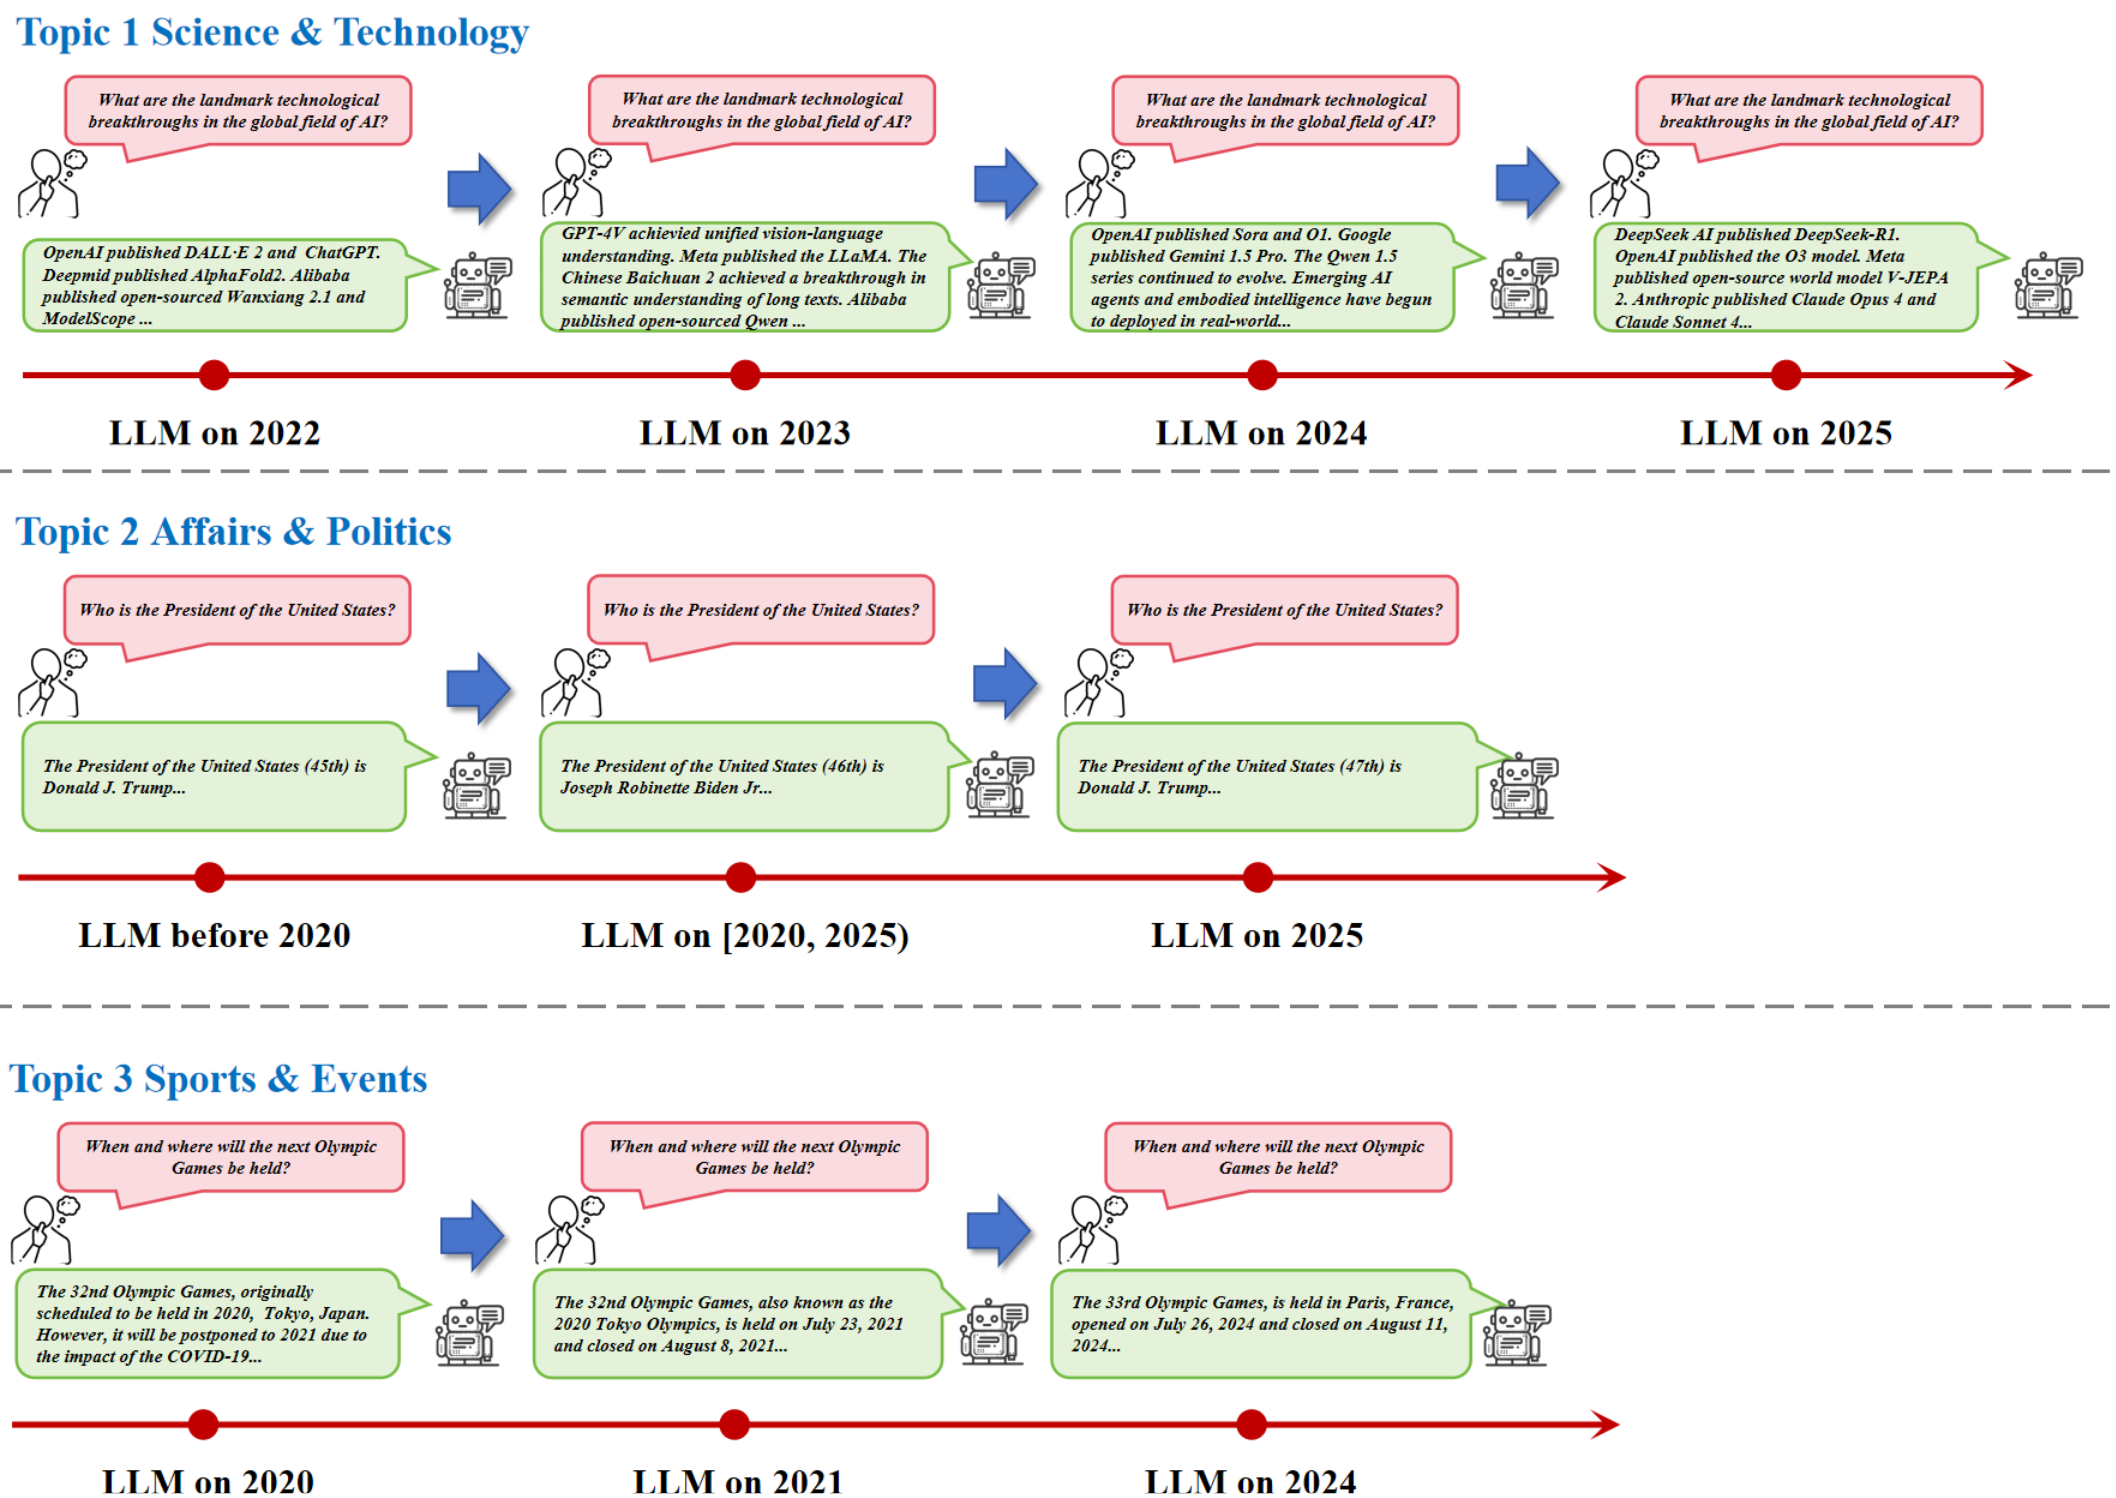 Topic 1 Science & Technology
What are the landmark technological
breakthroughs in the global field of AI?
What are the landmark technological
breakthroughs in the global field of AI?
What are the landmark technological
breakthroughs in the global field of AI?
What are the landmark technological
breakthroughs in the global field of AI?
OpenAI published DALL·E 2 and ChatGPT.
Deepmid published AlphaFold2. Alibaba
published open-sourced Wanxiang 2.1 and
ModelScope ...
GPT-4V achievied unified vision-language
understanding. Meta published the LLaMA. The
Chinese Baichuan 2 achieved a breakthrough in
semantic understanding of long texts. Alibaba
published open-sourced Qwen ...
OpenAI published Sora and O1. Google
published Gemini 1.5 Pro. The Qwen 1.5
series continued to evolve. Emerging AI
agents and embodied intelligence have begun
to deployed in real-world...
DeepSeek AI published DeepSeek-R1.
OpenAI published the O3 model. Meta
published open-source world model V-JEPA
2. Anthropic published Claude Opus 4 and
Claude Sonnet 4...
LLM on 2022
LLM on 2023
LLM on 2024
LLM on 2025
Topic 2 Affairs & Politics
Who is the President of the United States?
Who is the President of the United States?
Who is the President of the United States?
The President of the United States (45th) is
Donald J. Trump...
The President of the United States (46th) is
Joseph Robinette Biden Jr...
The President of the United States (47th) is
Donald J. Trump...
LLM before 2020
LLM on [2020, 2025)
LLM on 2025
Topic 3 Sports & Events
When and where will the next Olympic
Games be held?
When and where will the next Olympic
Games be held?
When and where will the next Olympic
Games be held?
The 32nd Olympic Games, originally
scheduled to be held in 2020, Tokyo, Japan.
However, it will be postponed to 2021 due to
the impact of the COVID-19...
The 32nd Olympic Games, also known as the
2020 Tokyo Olympics, is held on July 23, 2021
and closed on August 8, 2021...
The 33rd Olympic Games, is held in Paris, France,
opened on July 26, 2024 and closed on August 11,
2024...
LLM on 2020
LLM on 2021
LLM on 2024